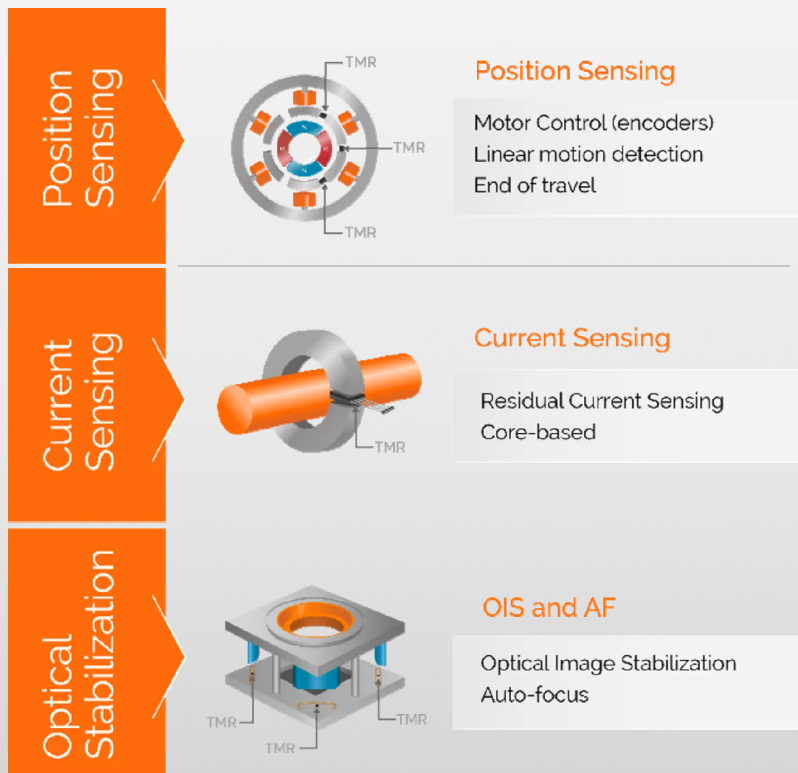 Position
Sensing
TMR
TMR
TMR
Position Sensing
Motor Control (encoders)
Linear motion detection
End of travel
Current
Sensing
TMR
Current Sensing
Residual Current Sensing
Core-based
Optical
Stabilization
TMR
TMR
TMR
OIS and AF
Optical Image Stabilization
Auto-focus